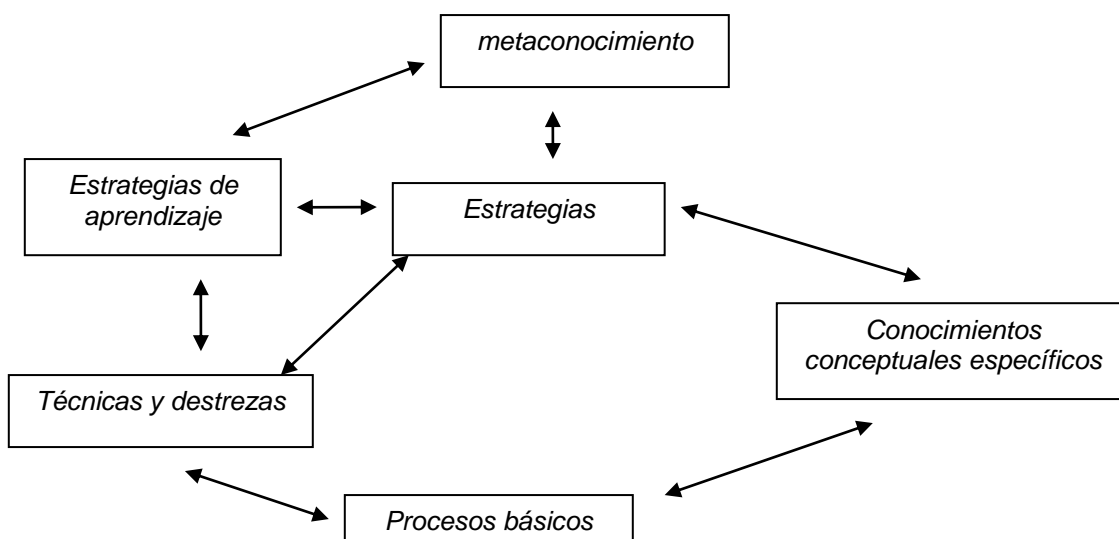 metaconocimiento
Estrategias de
aprendizaje
Estrategias
Conocimientos
conceptuales específicos
Técnicas y destrezas
Procesos básicos